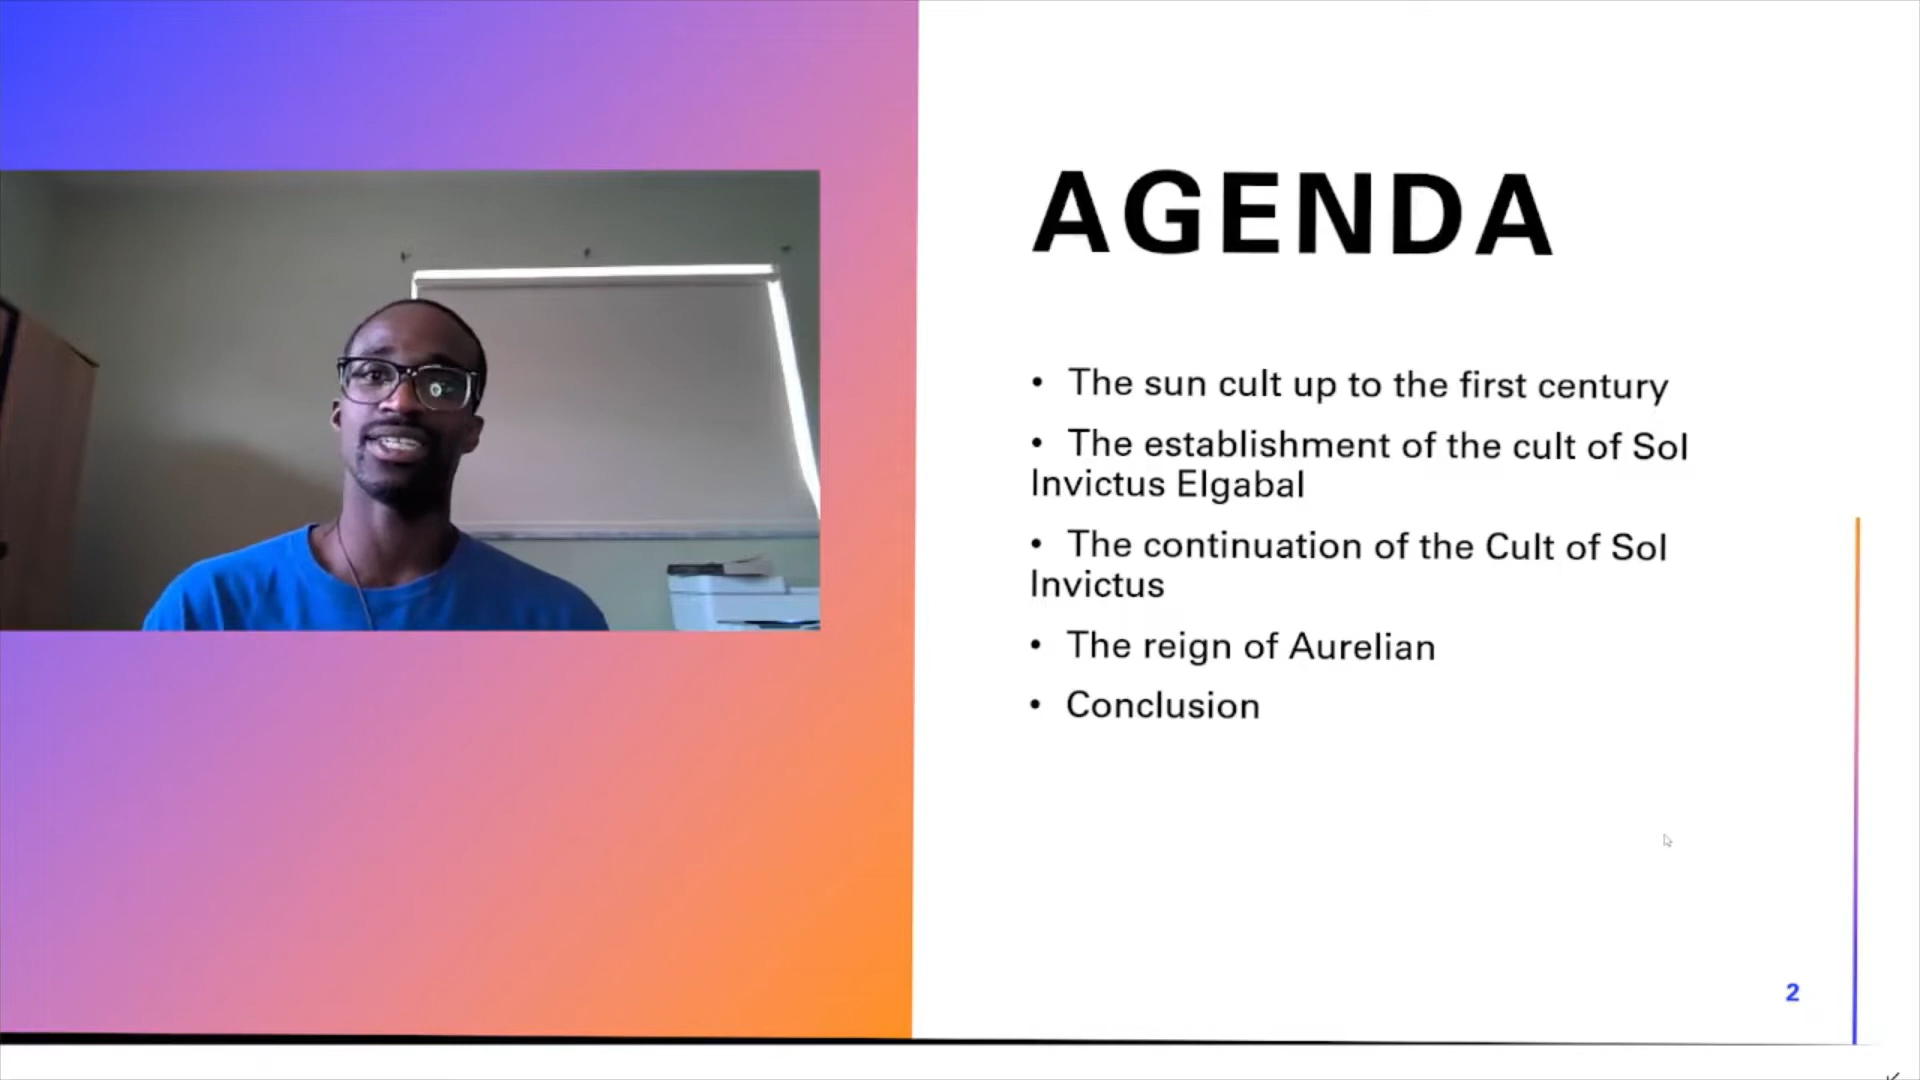 AGENDA
• The sun cult up to the first century
• The establishment of the cult of Sol
Invictus Elgabal
• The continuation of the Cult of Sol
Invictus
• The reign of Aurelian
• Conclusion
2